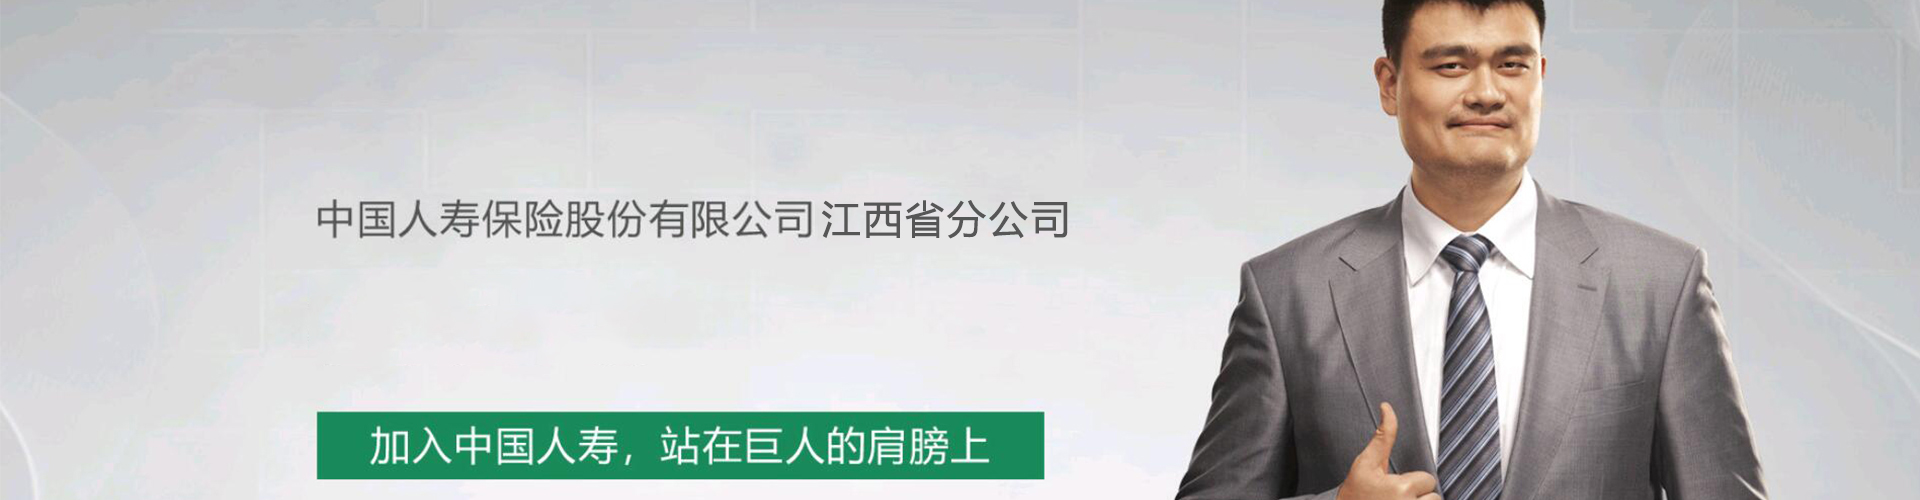 中国人寿保险股份有限公司江西省分公司
加入中国人寿，站在巨人的肩膀上